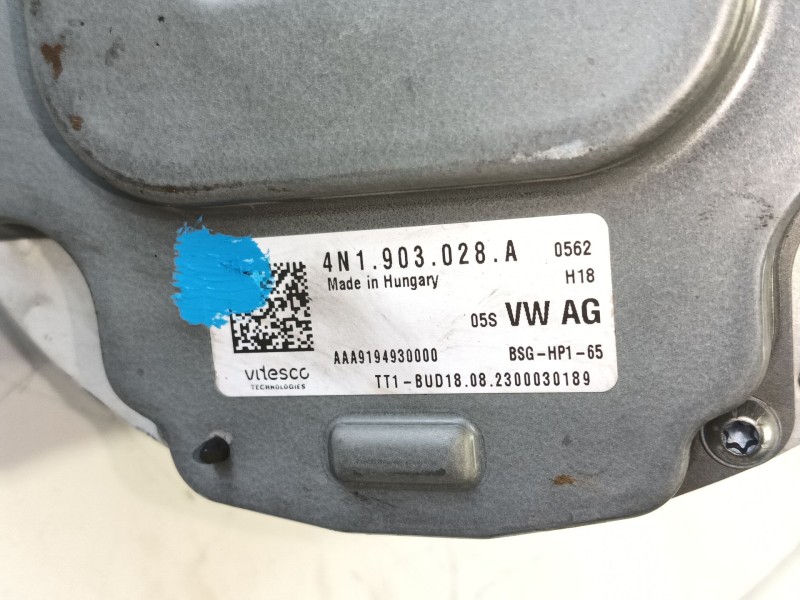 4N1.903.028.A 0562
Made in Hungary H18
05S VW AG
AAA9194930000 BSG-HP1-65
vitesco
TECHNOLOGIES
TT1-BUD18.08.2300030189